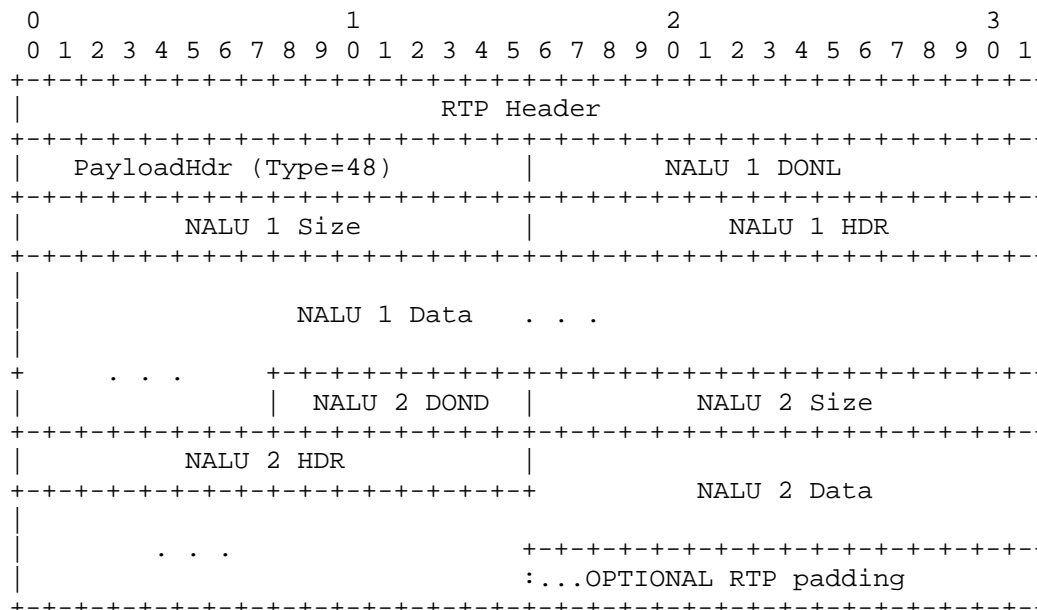 0                   1                   2                   3
 0 1 2 3 4 5 6 7 8 9 0 1 2 3 4 5 6 7 8 9 0 1 2 3 4 5 6 7 8 9 0 1
+-+-+-+-+-+-+-+-+-+-+-+-+-+-+-+-+-+-+-+-+-+-+-+-+-+-+-+-+-+-+-+-
|                          RTP Header
+-+-+-+-+-+-+-+-+-+-+-+-+-+-+-+-+-+-+-+-+-+-+-+-+-+-+-+-+-+-+-+-
|   PayloadHdr (Type=48)        |        NALU 1 DONL
+-+-+-+-+-+-+-+-+-+-+-+-+-+-+-+-+-+-+-+-+-+-+-+-+-+-+-+-+-+-+-+-
|          NALU 1 Size          |            NALU 1 HDR
+-+-+-+-+-+-+-+-+-+-+-+-+-+-+-+-+-+-+-+-+-+-+-+-+-+-+-+-+-+-+-+-
|
|                 NALU 1 Data   . . .
|
+     . . .     +-+-+-+-+-+-+-+-+-+-+-+-+-+-+-+-+-+-+-+-+-+-+-+-+-
|               |  NALU 2 DOND  |          NALU 2 Size
+-+-+-+-+-+-+-+-+-+-+-+-+-+-+-+-+-+-+-+-+-+-+-+-+-+-+-+-+-+-+-+-
|          NALU 2 HDR           |
+-+-+-+-+-+-+-+-+-+-+-+-+-+-+-+-+          NALU 2 Data
|
|        . . .                  +-+-+-+-+-+-+-+-+-+-+-+-+-+-+-+-+-
|                               :...OPTIONAL RTP padding
+-+-+-+-+-+-+-+-+-+-+-+-+-+-+-+-+-+-+-+-+-+-+-+-+-+-+-+-+-+-+-+-